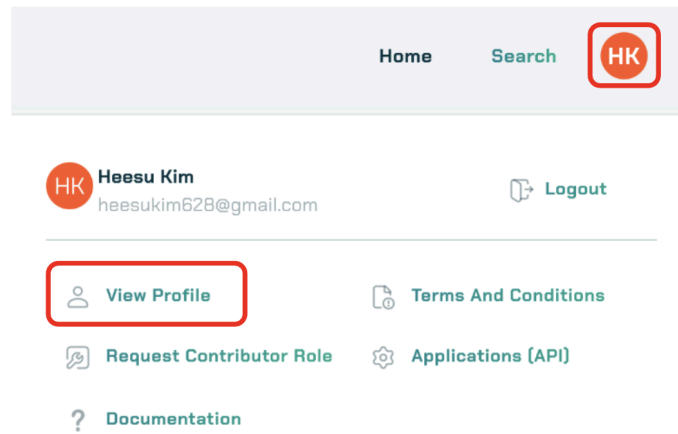 Home Search HK
HK Heesu Kim
heesukim628@gmail.com
Logout
View Profile Terms And Conditions
Request Contributor Role Applications (API)
? Documentation